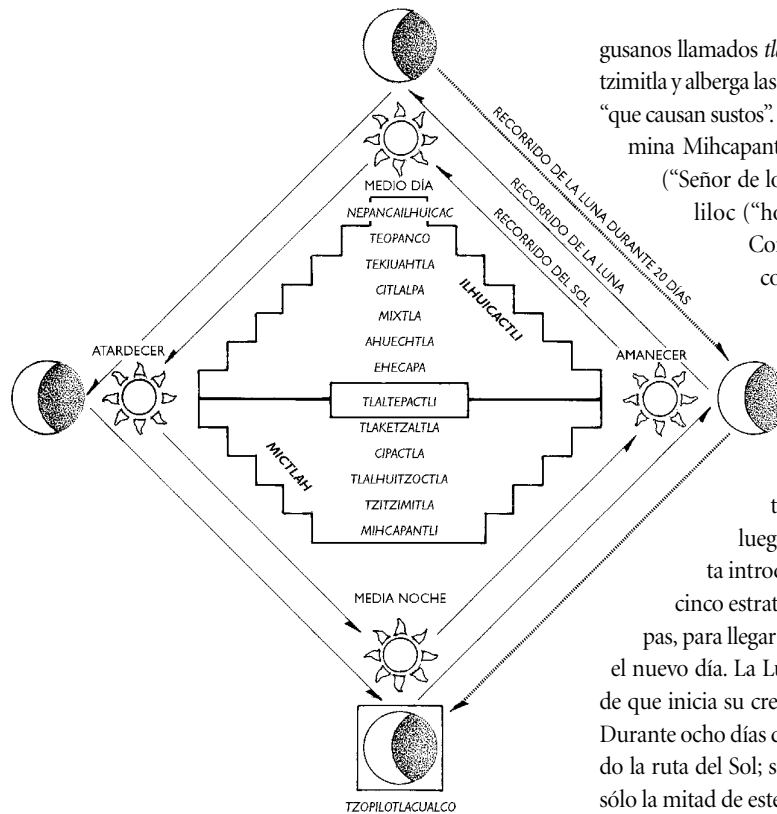 RECORRIDO DE LA LUNA DURANTE 20 DÍAS
RECORRIDO DE LA LUNA
RECORRIDO DEL SOL
MEDIO DÍA
NEPANCAILHUICAC
TEOPANCO
TEKIUAHTLA
CITLALPA
MIXTLA
AHUECHTLA
EHECAPA
ILHUICACTLI
ATARDECER
AMANECER
TLALTEPACTLI
TLAKETZALTLA
CIPACTLA
TLALHUITZOCTLA
TZITZIMITLA
MIHCAPANTLI
MICTLAH
MEDIA NOCHE
TZOPILOTLACUALCO
gusanos llamados
tzimitla y alberga las
“que causan sustos”.
mina Mihcapant
(“Señor de lo
liloc (“ho
Co
co
t
lueg
ta introd
cinco estrat
pas, para llegar
el nuevo día. La Lu
de que inicia su cre
Durante ocho días
do la ruta del Sol; s
sólo la mitad de este